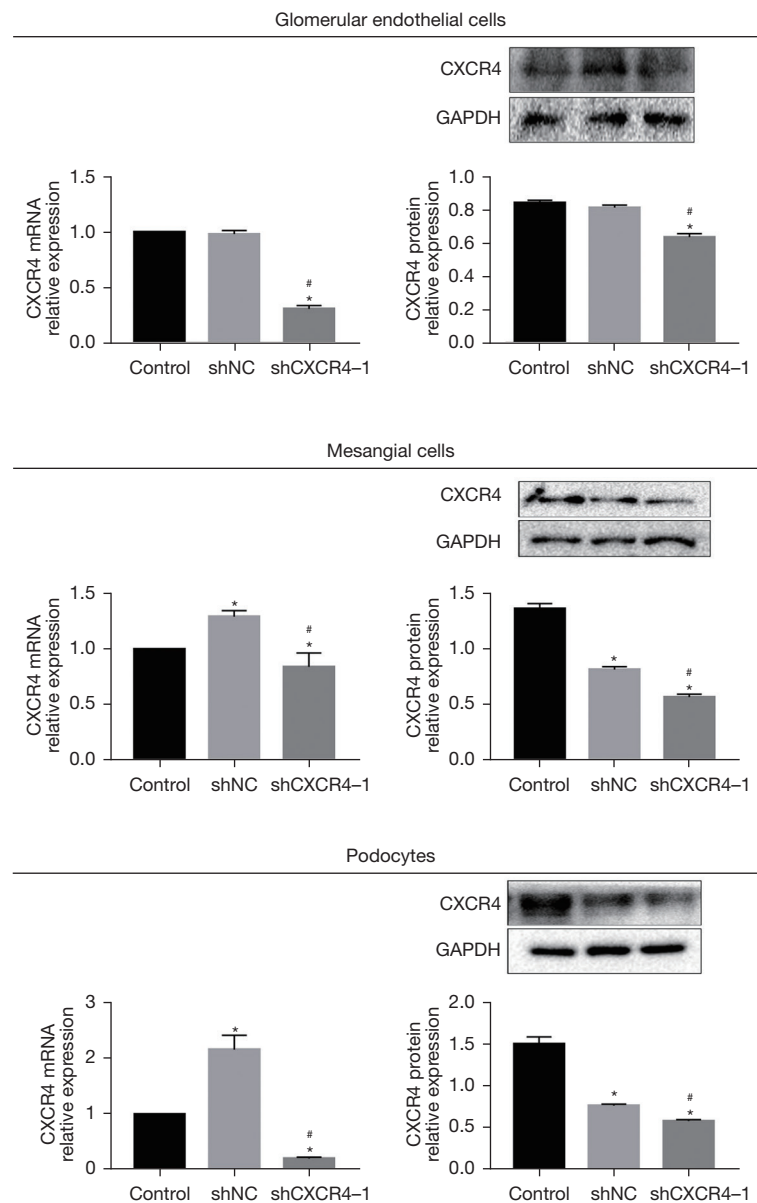 Glomerular endothelial cells
CXCR4
GAPDH
CXCR4 mRNA
relative expression
1.5
1.0
0.5
0.0
#
*
Control shNC shCXCR4–1
CXCR4 protein
relative expression
1.0
0.8
0.6
0.4
0.2
0.0
#
*
Control shNC shCXCR4–1
Mesangial cells
CXCR4
GAPDH
CXCR4 mRNA
relative expression
1.5
1.0
0.5
0.0
*
#
*
Control shNC shCXCR4–1
CXCR4 protein
relative expression
1.5
1.0
0.5
0.0
*
#
*
Control shNC shCXCR4–1
Podocytes
CXCR4
GAPDH
CXCR4 mRNA
relative expression
3
2
1
0
*
#
*
Control shNC shCXCR4–1
CXCR4 protein
relative expression
2.0
1.5
1.0
0.5
0.0
*
#
*
Control shNC shCXCR4–1